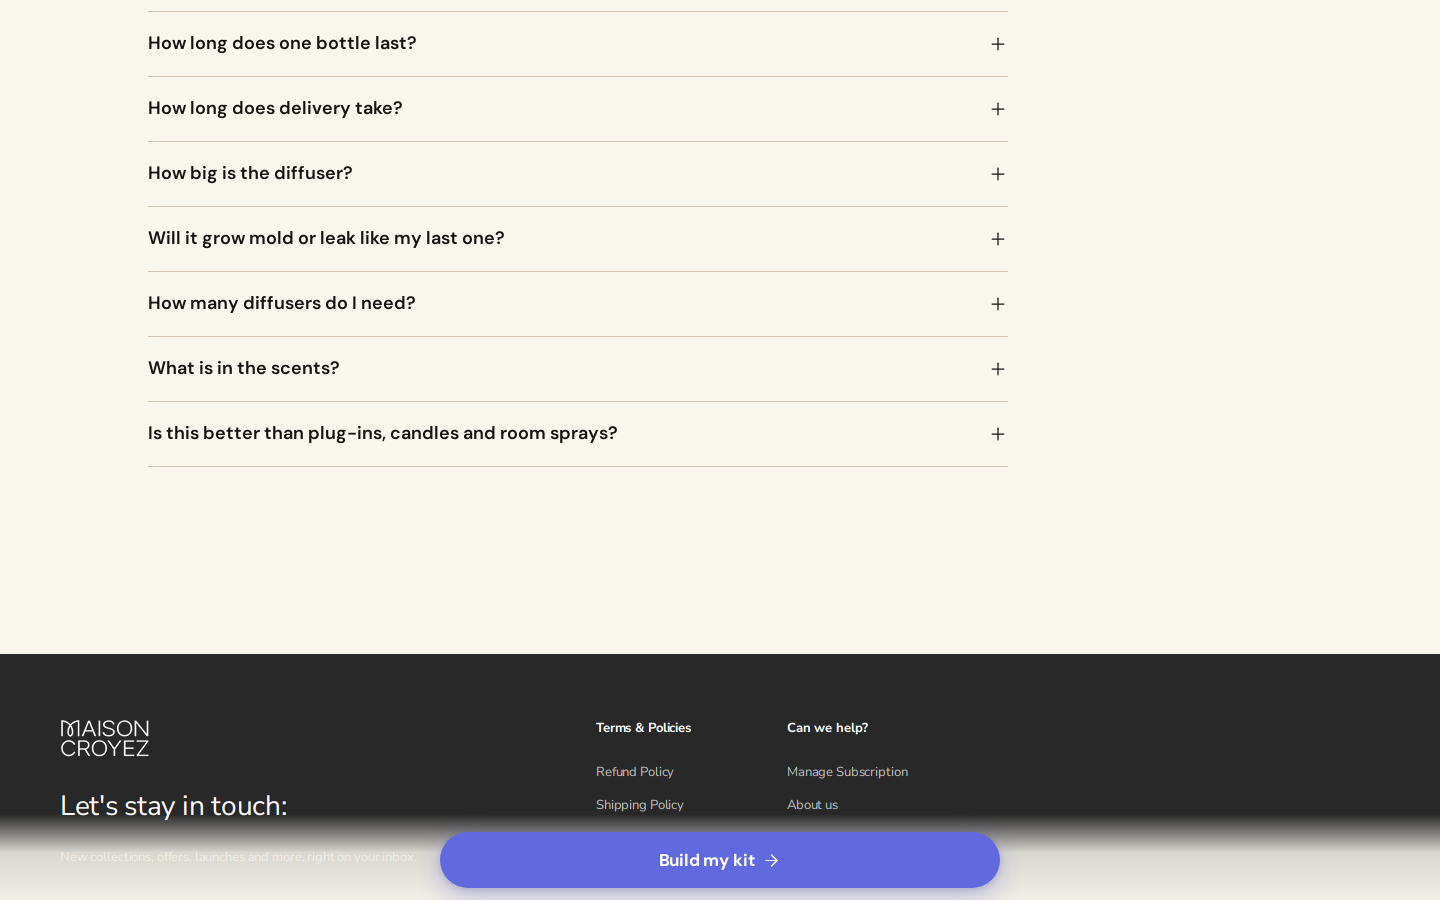 How long does one bottle last?
How long does delivery take?
How big is the diffuser?
Will it grow mold or leak like my last one?
How many diffusers do I need?
What is in the scents?
Is this better than plug-ins, candles and room sprays?
MAISON
CROYEZ
Let's stay in touch:
New collections, offers, launches and more, right on your inbox.
Terms & Policies
Refund Policy
Shipping Policy
Can we help?
Manage Subscription
About us
Build my kit →